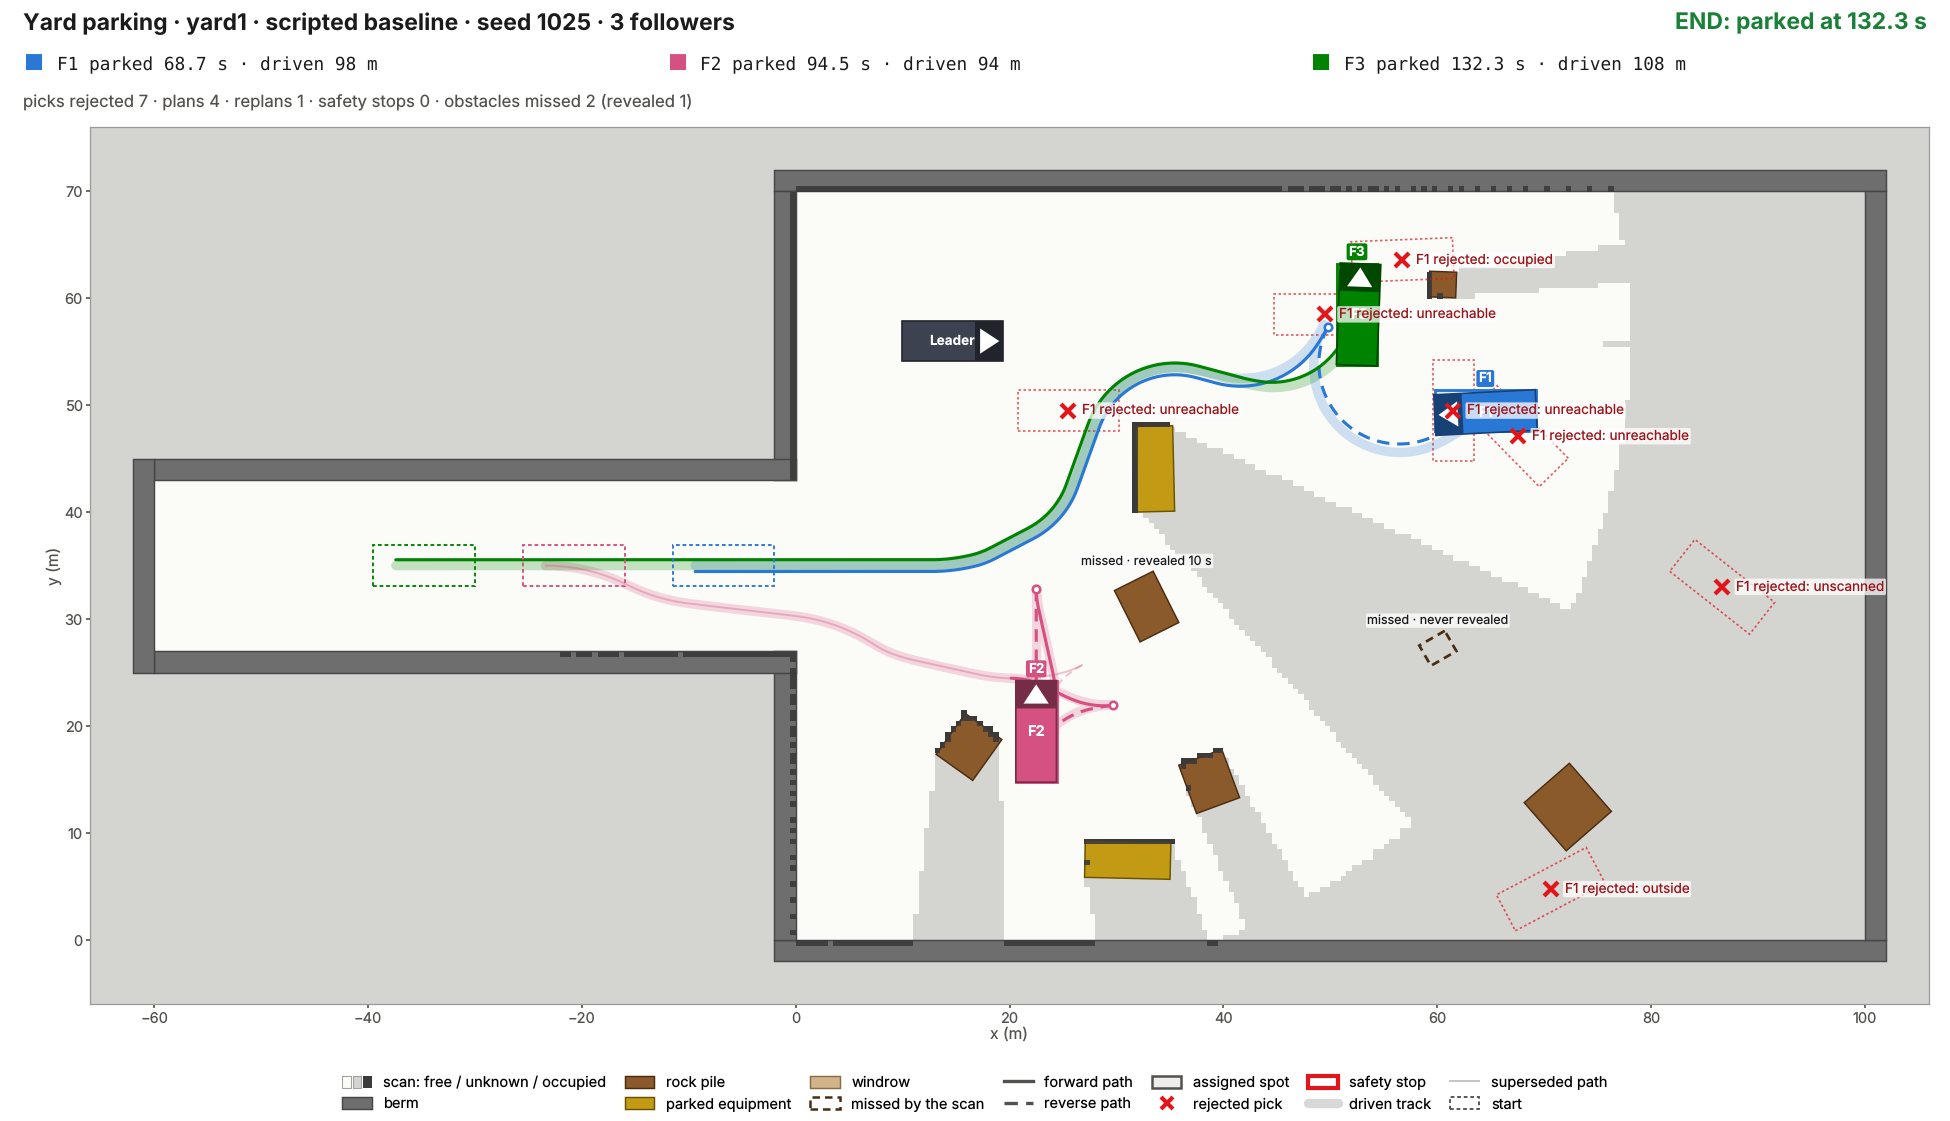 Yard parking · yard1 · scripted baseline · seed 1025 · 3 followers
END: parked at 132.3 s
F1 parked 68.7 s · driven 98 m
F2 parked 94.5 s · driven 94 m
F3 parked 132.3 s · driven 108 m
picks rejected 7 · plans 4 · replans 1 · safety stops 0 · obstacles missed 2 (revealed 1)
70
60
50
40
30
20
10
0
y (m)
F3
F1 rejected: occupied
F1 rejected: unreachable
Leader
F1
F1 rejected: unreachable
F1 rejected: unreachable
F1 rejected: unreachable
missed · revealed 10 s
F1 rejected: unscanned
missed · never revealed
F2
F2
F1 rejected: outside
−60
−40
−20
0
20
40
60
80
100
x (m)
scan: free / unknown / occupied
rock pile
windrow
forward path
assigned spot
safety stop
superseded path
berm
parked equipment
missed by the scan
reverse path
rejected pick
driven track
start